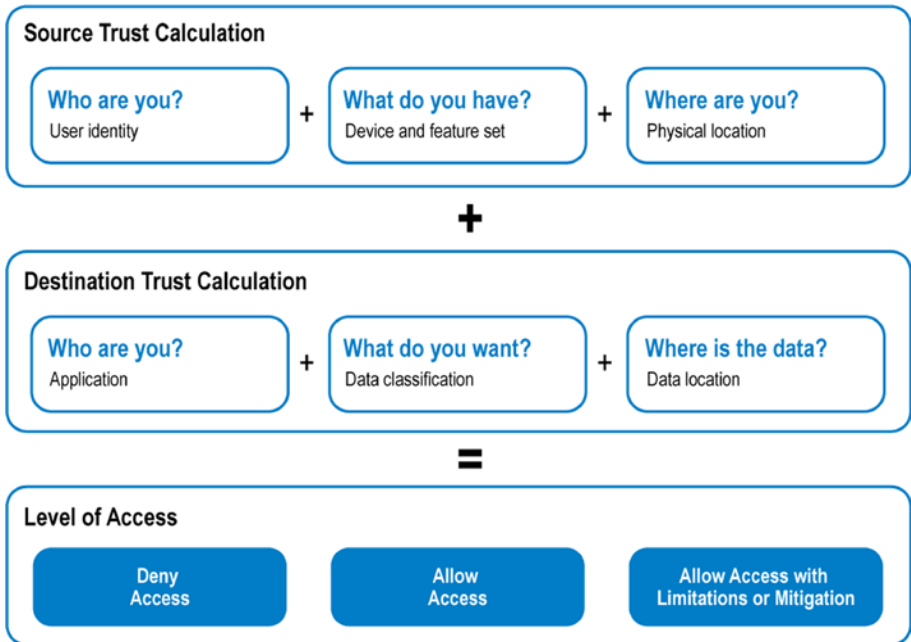 Source Trust Calculation
Who are you? + What do you have? + Where are you?
User identity Device and feature set Physical location
+
Destination Trust Calculation
Who are you? + What do you want? + Where is the data?
Application Data classification Data location
=
Level of Access
Deny
Access
Allow
Access
Allow Access with
Limitations or Mitigation